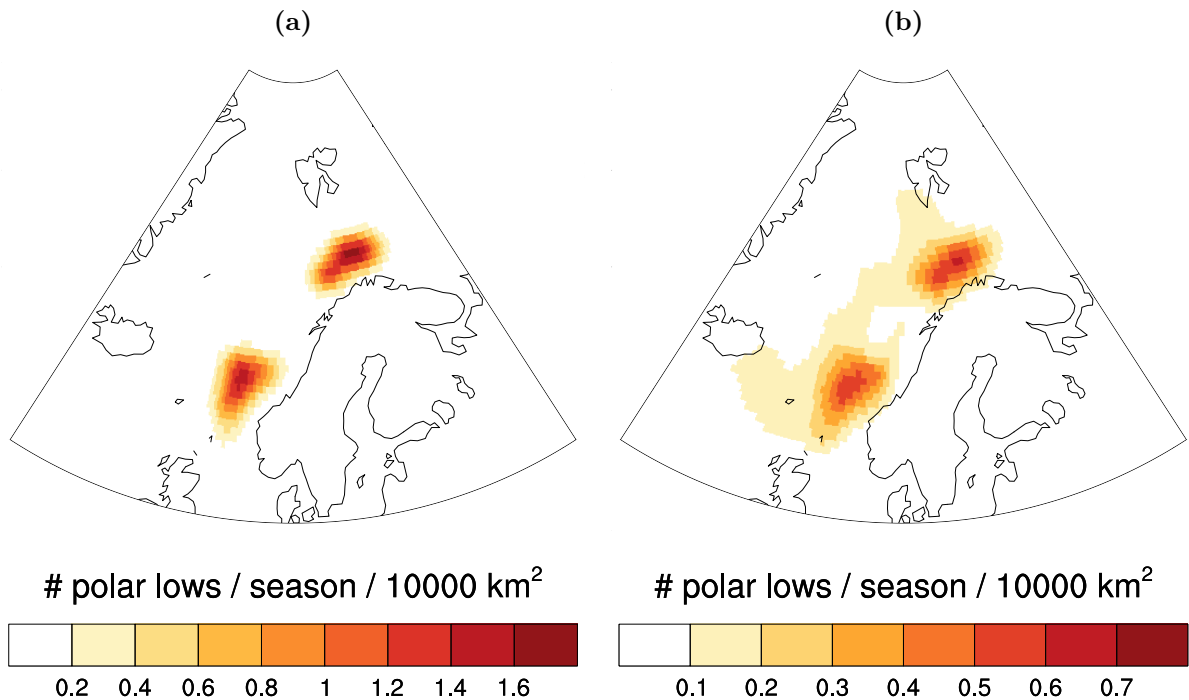 (a)
(b)
# polar lows / season / 10000 km²
0.2 0.4 0.6 0.8 1 1.2 1.4 1.6
# polar lows / season / 10000 km²
0.1 0.2 0.3 0.4 0.5 0.6 0.7